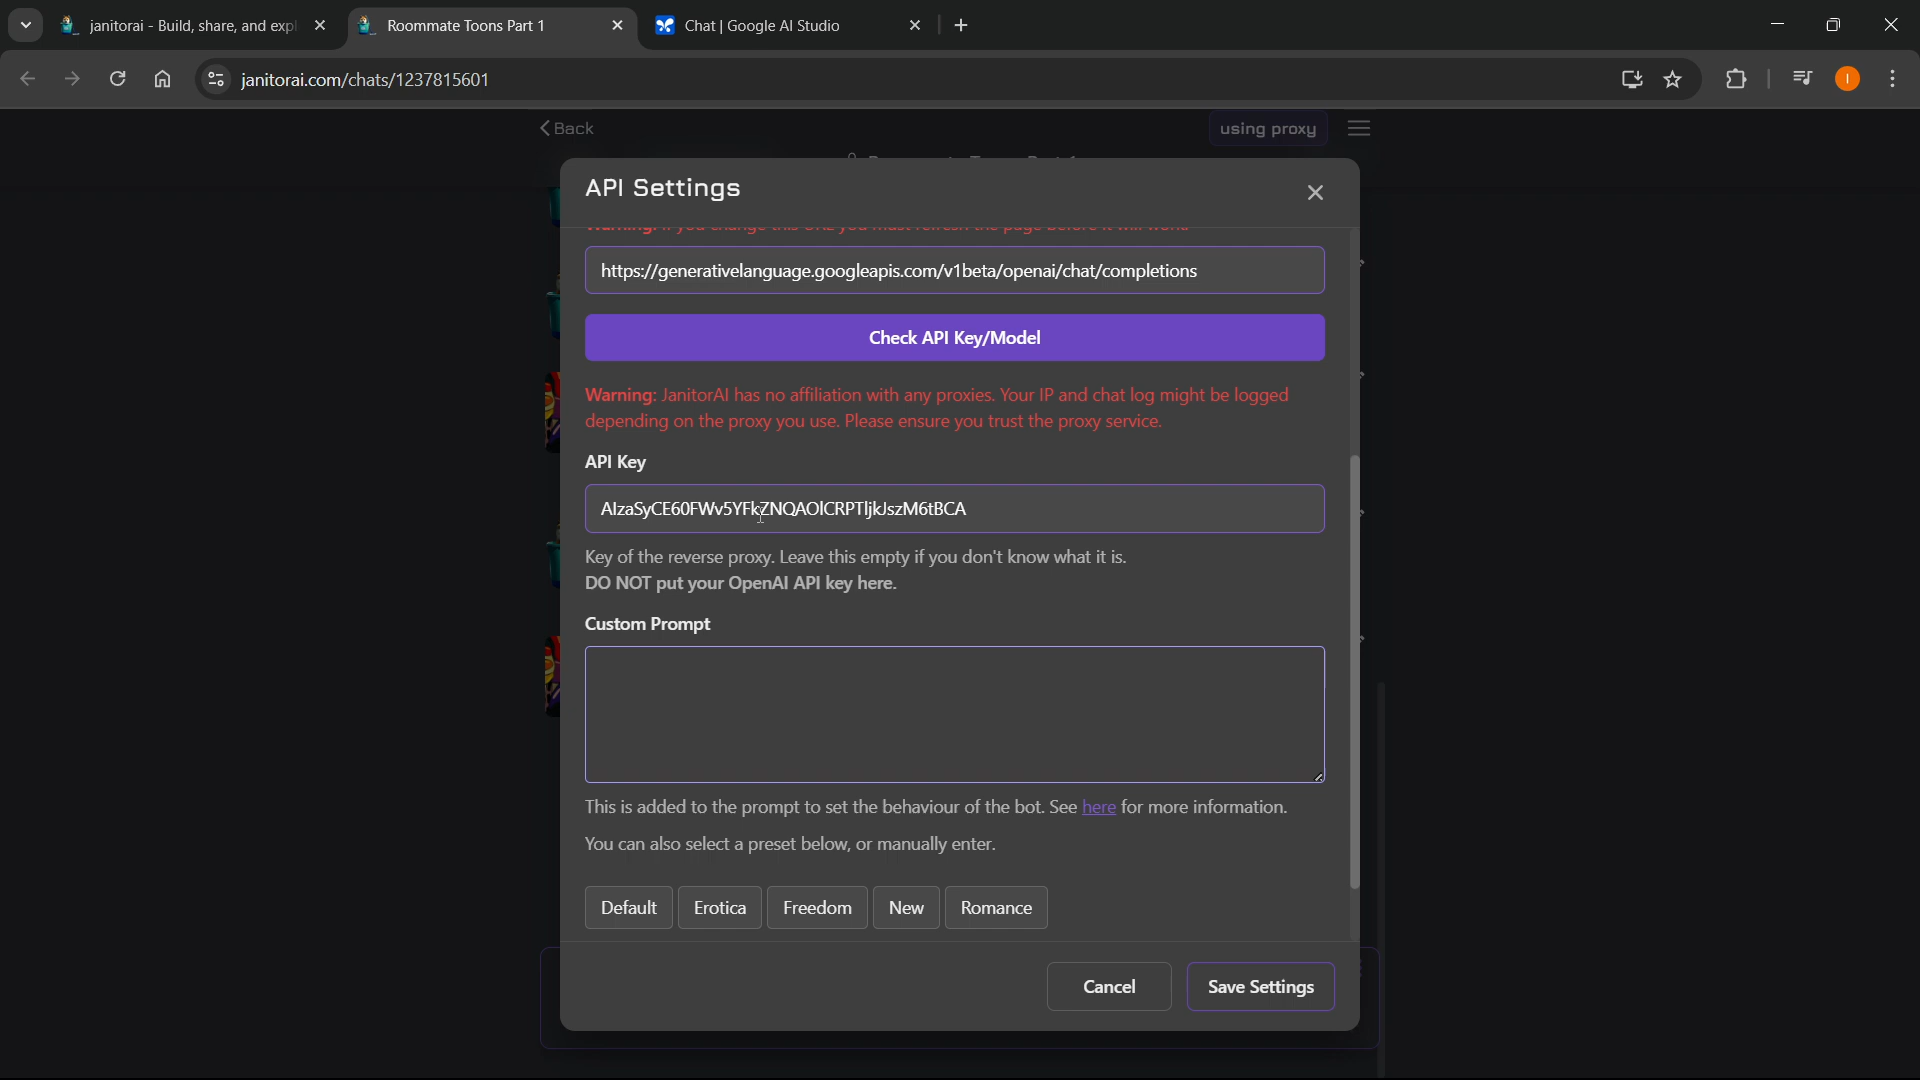 janitorai - Build, share, and expl
Roommate Toons Part 1
Chat | Google AI Studio
janitorai.com/chats/1237815601
I
Back
using proxy
API Settings
https://generativelanguage.googleapis.com/v1beta/openai/chat/completions
Check API Key/Model
Warning: JanitorAI has no affiliation with any proxies. Your IP and chat log might be logged
depending on the proxy you use. Please ensure you trust the proxy service.
API Key
AIzaSyCE60FWv5YFkZNQAOlCRPTljkJszM6tBCA
Key of the reverse proxy. Leave this empty if you don't know what it is.
DO NOT put your OpenAI API key here.
Custom Prompt
This is added to the prompt to set the behaviour of the bot. See here for more information.
You can also select a preset below, or manually enter.
Default Erotica Freedom New Romance
Cancel Save Settings